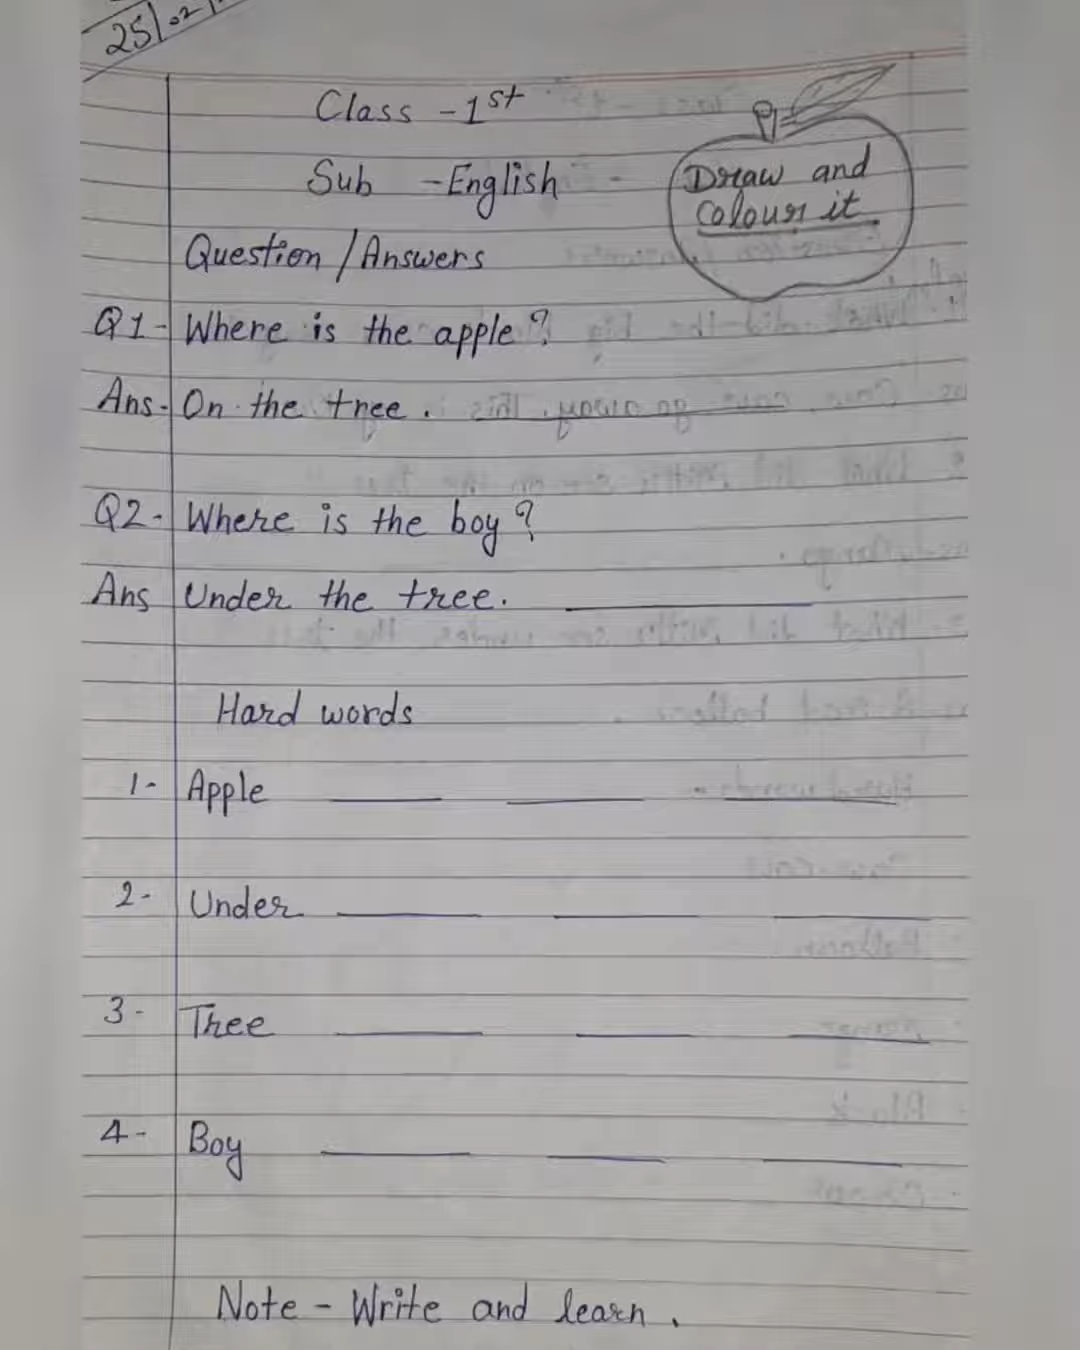 25/02/
Class - 1st
Sub - English
Draw and
colour it
Question / Answers
Q1- Where is the apple?
Ans- On the tree.
Q2- Where is the boy?
Ans Under the tree.
Hard words
1- Apple
2- Under
3- Tree
4- Boy
Note - Write and learn.